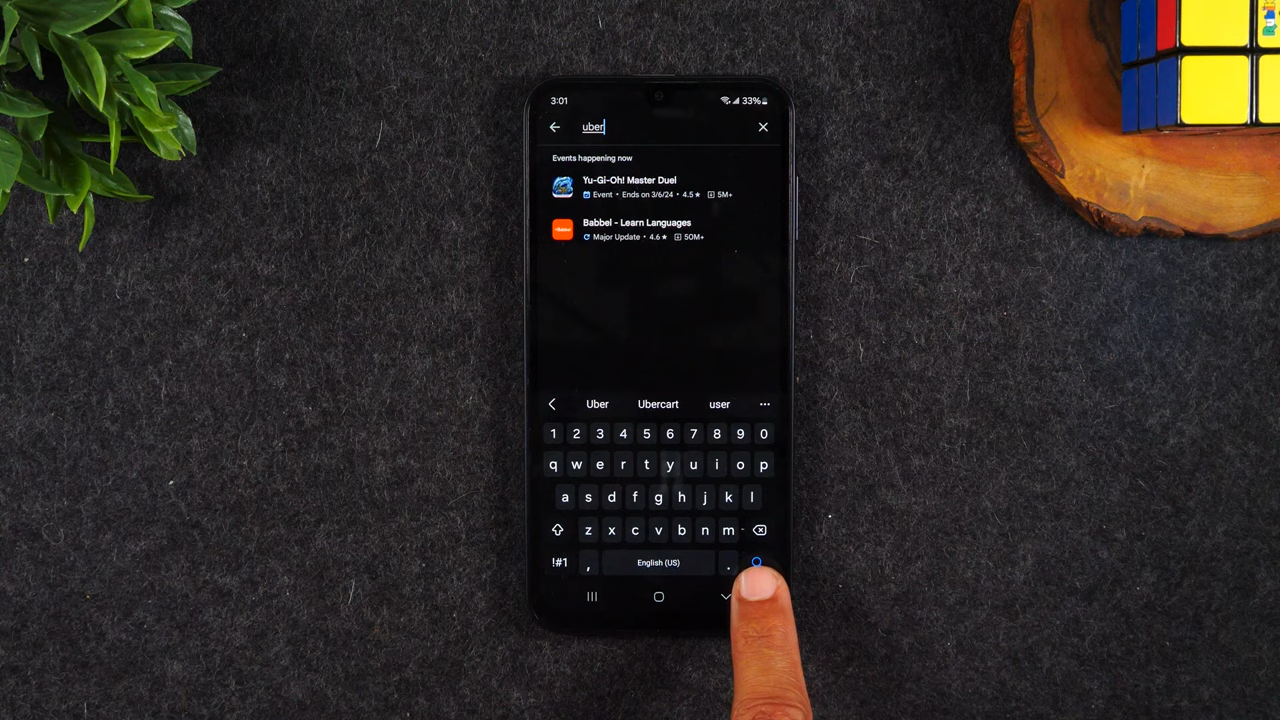 3:01 33%
uber
Events happening now
Yu-Gi-Oh! Master Duel
Event • Ends on 3/6/24 • 4.5★ 5M+
Babbel - Learn Languages
Major Update • 4.6★ 50M+
Uber Ubercart user ...
1 2 3 4 5 6 7 8 9 0
q w e r t y u i o p
a s d f g h j k l
z x c v b n m
!#1 , English (US) .